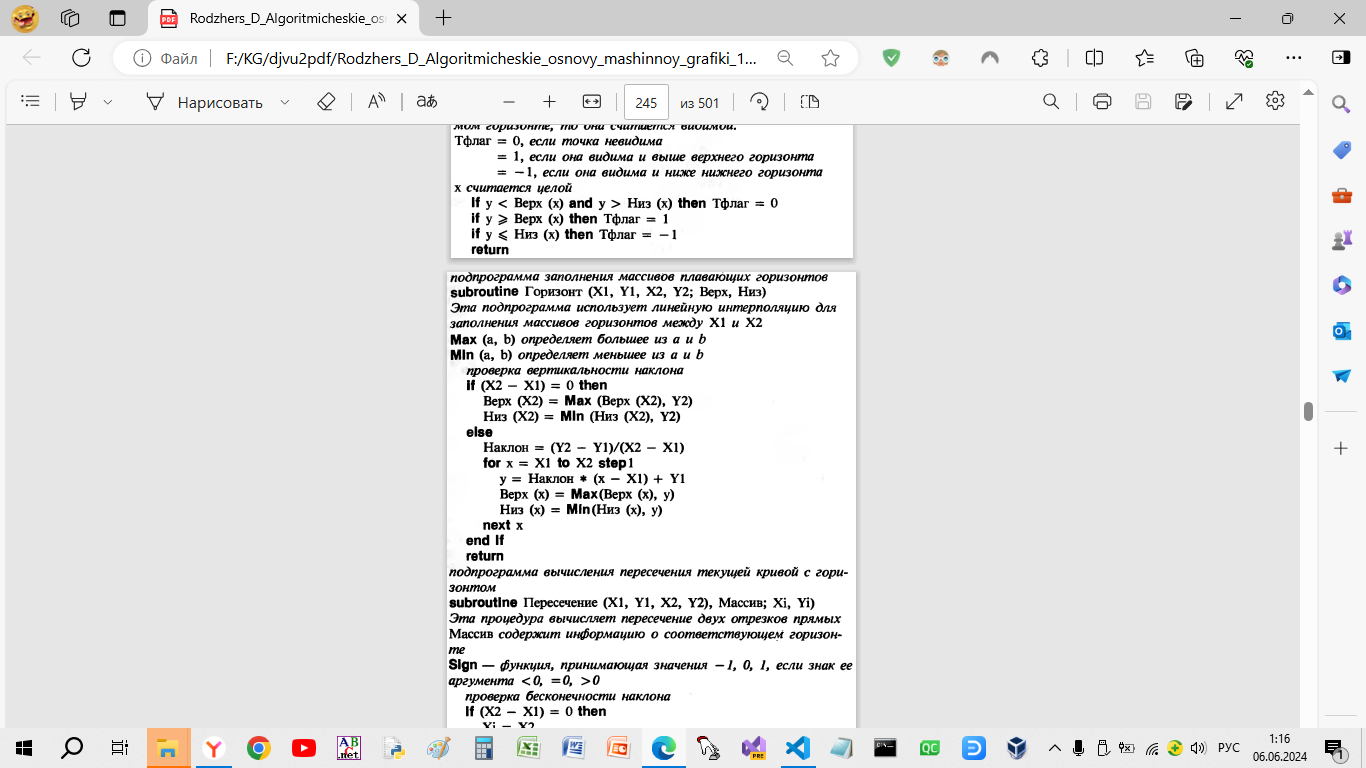 Rodzhers_D_Algoritmicheskie_os
Файл
F:/KG/djvu2pdf/Rodzhers_D_Algoritmicheskie_osnovy_mashinnoy_grafiki_1...
Нарисовать
245 из 501
мом горизонте, то она считается видимой.
Тфлаг = 0, если точка невидима
= 1, если она видима и выше верхнего горизонта
= −1, если она видима и ниже нижнего горизонта
x считается целой
If y < Верх (x) and y > Низ (x) then Тфлаг = 0
if y ⩾ Верх (x) then Тфлаг = 1
if y ⩽ Низ (x) then Тфлаг = −1
return
подпрограмма заполнения массивов плавающих горизонтов
subroutine Горизонт (X1, Y1, X2, Y2; Верх, Низ)
Эта подпрограмма использует линейную интерполяцию для
заполнения массивов горизонтов между X1 и X2
Max (a, b) определяет большее из a и b
Min (a, b) определяет меньшее из a и b
проверка вертикальности наклона
if (X2 − X1) = 0 then
Верх (X2) = Max (Верх (X2), Y2)
Низ (X2) = Min (Низ (X2), Y2)
else
Наклон = (Y2 − Y1)/(X2 − X1)
for x = X1 to X2 step1
y = Наклон * (x − X1) + Y1
Верх (x) = Max(Верх (x), y)
Низ (x) = Min(Низ (x), y)
next x
end If
return
подпрограмма вычисления пересечения текущей кривой с гори-
зонтом
subroutine Пересечение (X1, Y1, X2, Y2), Массив; Xi, Yi)
Эта процедура вычисляет пересечение двух отрезков прямых
Массив содержит информацию о соответствующем горизон-
те
Sign — функция, принимающая значения −1, 0, 1, если знак ее
аргумента <0, =0, >0
проверка бесконечности наклона
If (X2 − X1) = 0 then
Xi = X2
РУС
1:16
06.06.2024